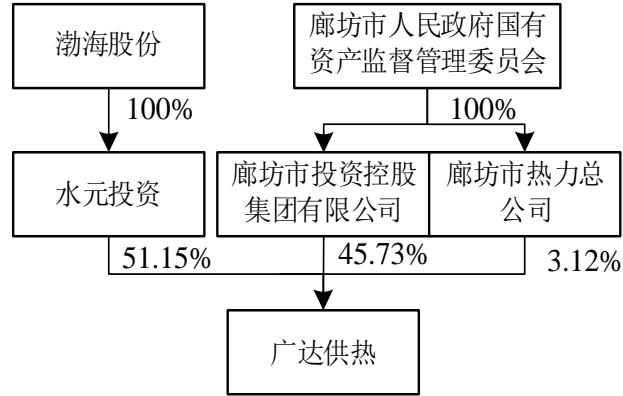 渤海股份
廊坊市人民政府国有
资产监督管理委员会
100%
100%
水元投资
廊坊市投资控股
集团有限公司
廊坊市热力总
公司
51.15%
45.73%
3.12%
广达供热